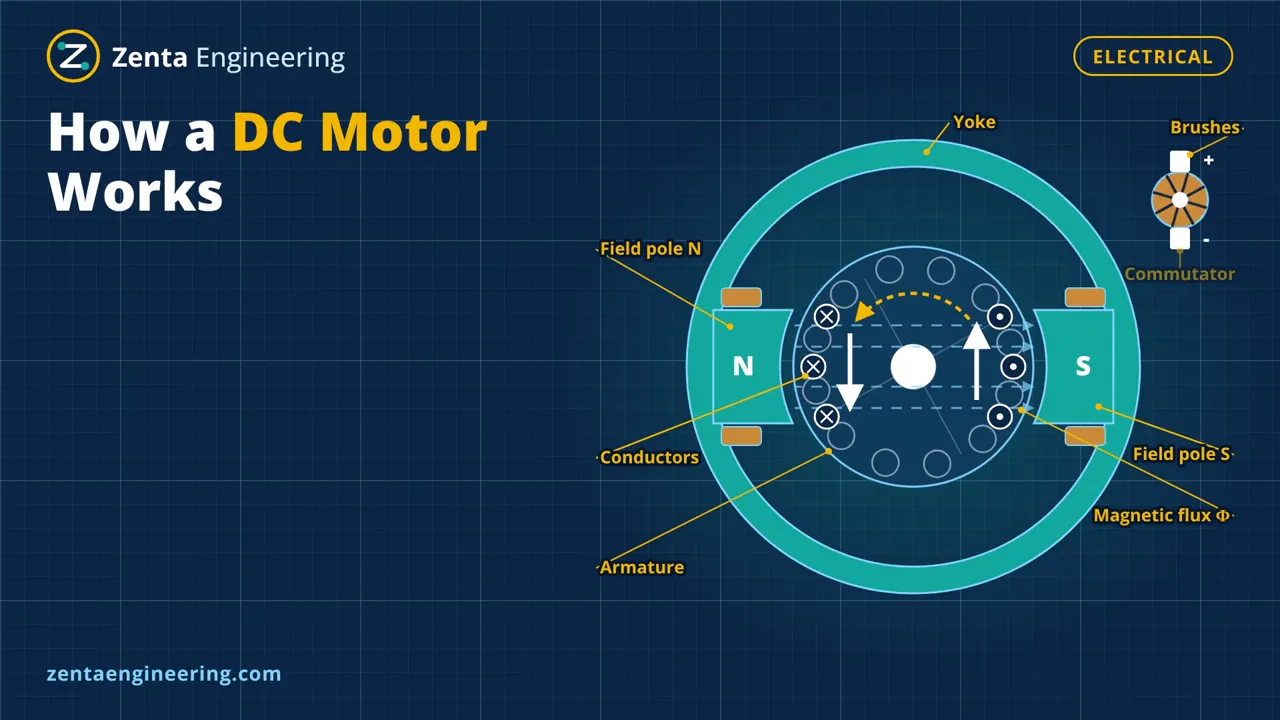 Zenta Engineering
ELECTRICAL
How a DC Motor
Works
Yoke
Brushes
+
-
Commutator
Field pole N
N
S
Conductors
Field pole S
Magnetic flux Φ
Armature
zentaengineering.com